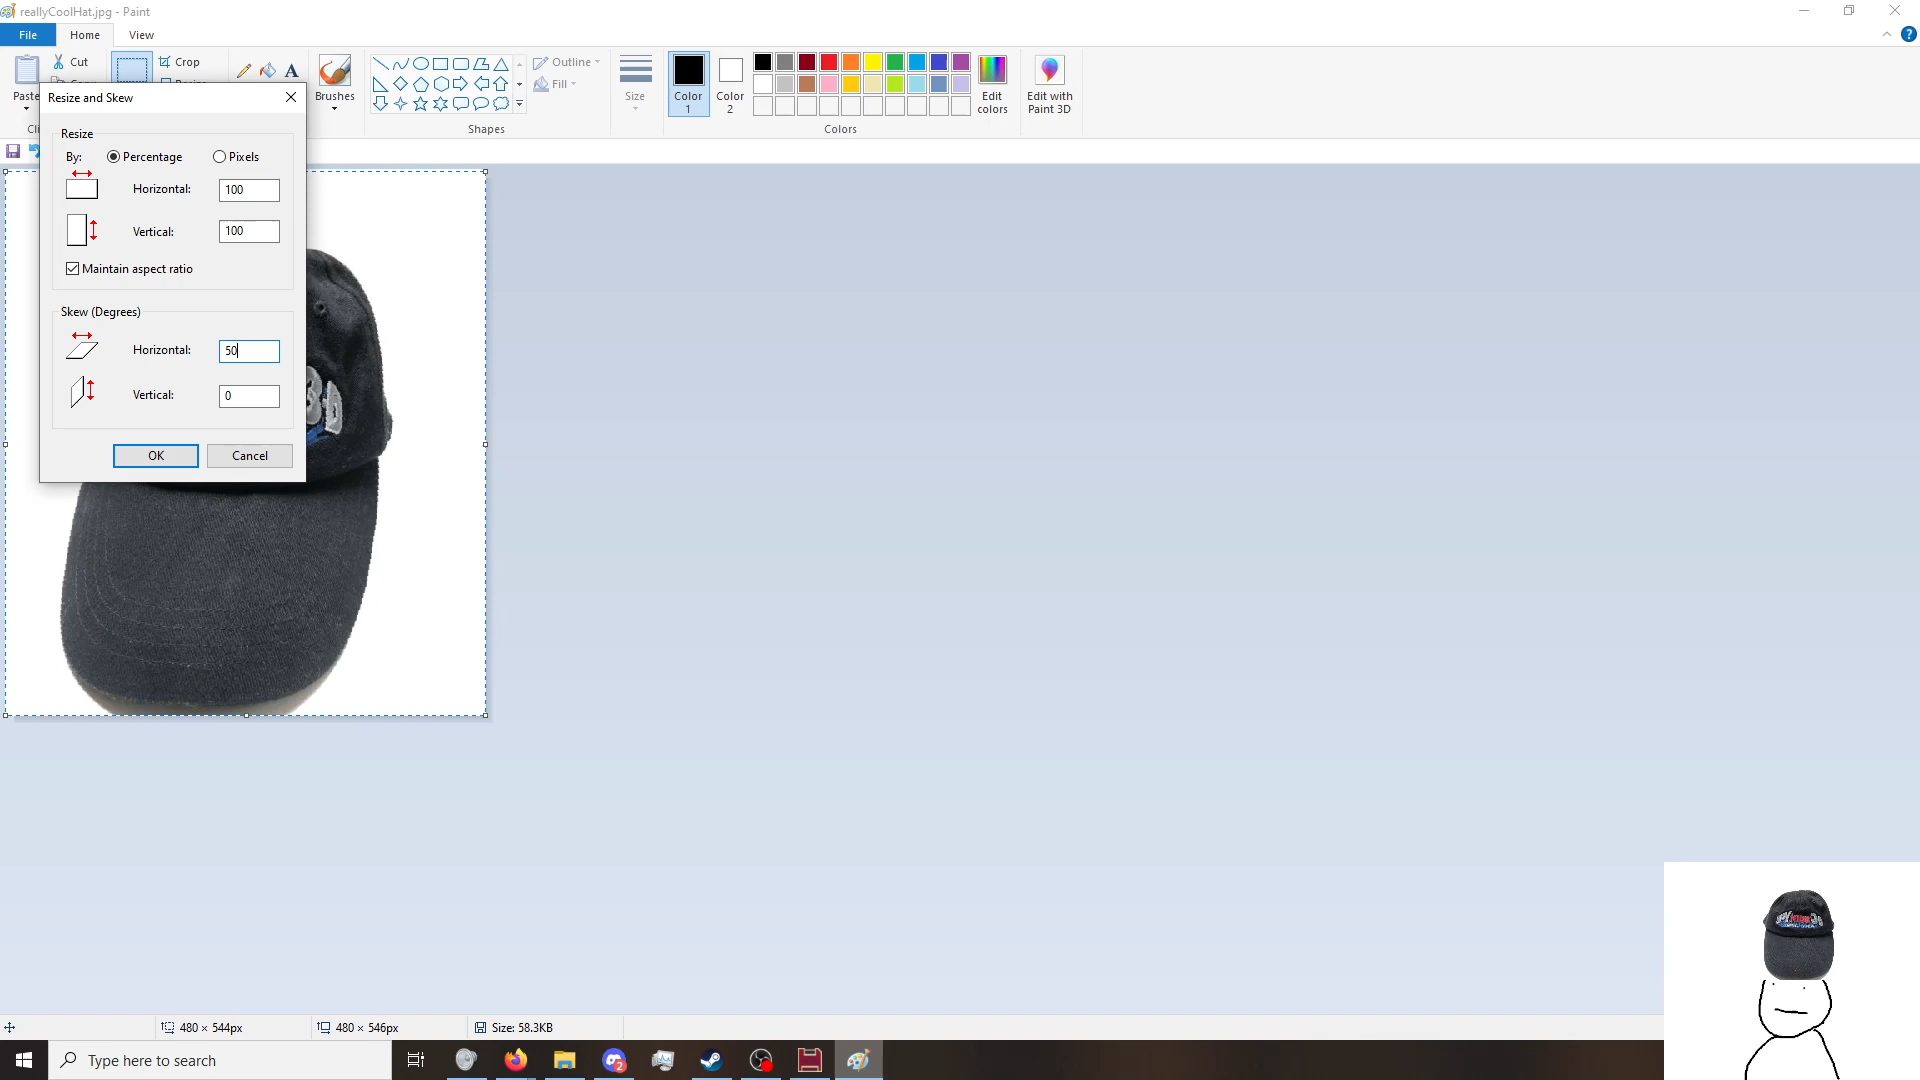 reallyCoolHat.jpg - Paint
File Home View
Cut
Crop
Paste
Brushes
Outline
Fill
Shapes
Size
Color 1
Color 2
Colors
Edit colors
Edit with Paint 3D
Resize and Skew
Resize
By: Percentage Pixels
Horizontal: 100
Vertical: 100
Maintain aspect ratio
Skew (Degrees)
Horizontal: 50
Vertical: 0
OK Cancel
480 × 544px 480 × 546px Size: 58.3KB
Type here to search
2